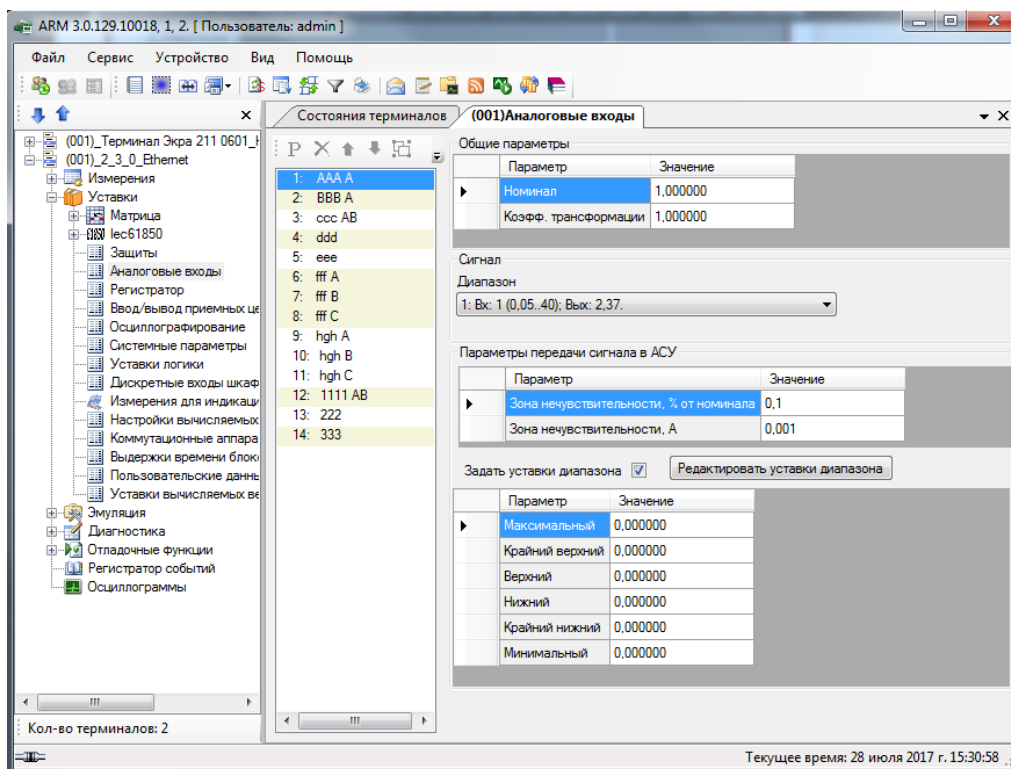 ARM 3.0.129.10018, 1, 2. [ Пользователь: admin ]
Файл Сервис Устройство Вид Помощь
Состояния терминалов (001)Аналоговые входы
(001)_Терминал Экра 211 0601_
(001)_2_3_0_Ethernet
Измерения
Уставки
Матрица
Iec61850
Защиты
Аналоговые входы
Регистратор
Ввод/вывод приемных це
Осциллографирование
Системные параметры
Уставки логики
Дискретные входы шкаф
Измерения для индикаци
Настройки вычисляемых
Коммутационные аппара
Выдержки времени блок
Пользовательские данны
Уставки вычисляемых ве
Эмуляция
Диагностика
Отладочные функции
Регистратор событий
Осциллограммы
Кол-во терминалов: 2
P
1: AAA A
2: BBB A
3: ccc AB
4: ddd
5: eee
6: fff A
7: fff B
8: fff C
9: hgh A
10: hgh B
11: hgh C
12: 1111 AB
13: 222
14: 333
Общие параметры
Параметр Значение
Номинал 1,000000
Коэфф. трансформации 1,000000
Сигнал
Диапазон
1: Вх: 1 (0,05..40); Вых: 2,37.
Параметры передачи сигнала в АСУ
Параметр Значение
Зона нечувствительности, % от номинала 0,1
Зона нечувствительности, А 0,001
Задать уставки диапазона Редактировать уставки диапазона
Параметр Значение
Максимальный 0,000000
Крайний верхний 0,000000
Верхний 0,000000
Нижний 0,000000
Крайний нижний 0,000000
Минимальный 0,000000
Текущее время: 28 июля 2017 г. 15:30:58